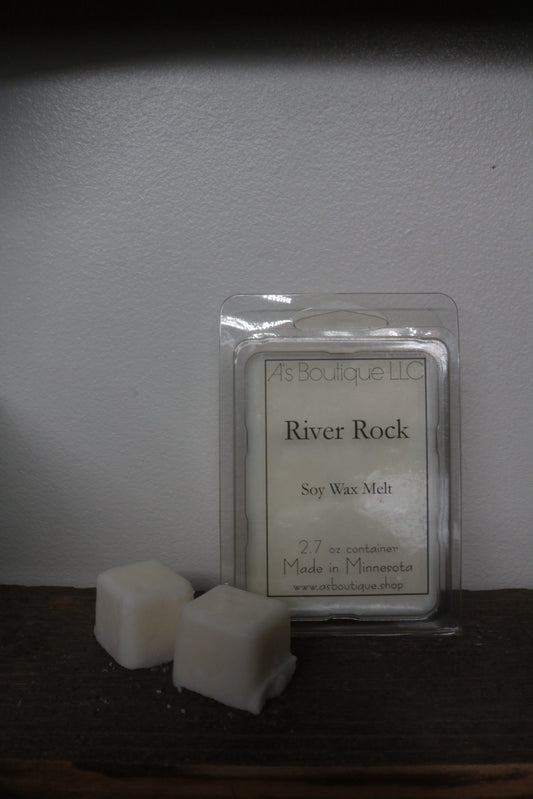 A's Boutique LLC
River Rock
Soy Wax Melt
2.7 oz container
Made in Minnesota
www.asboutique.shop